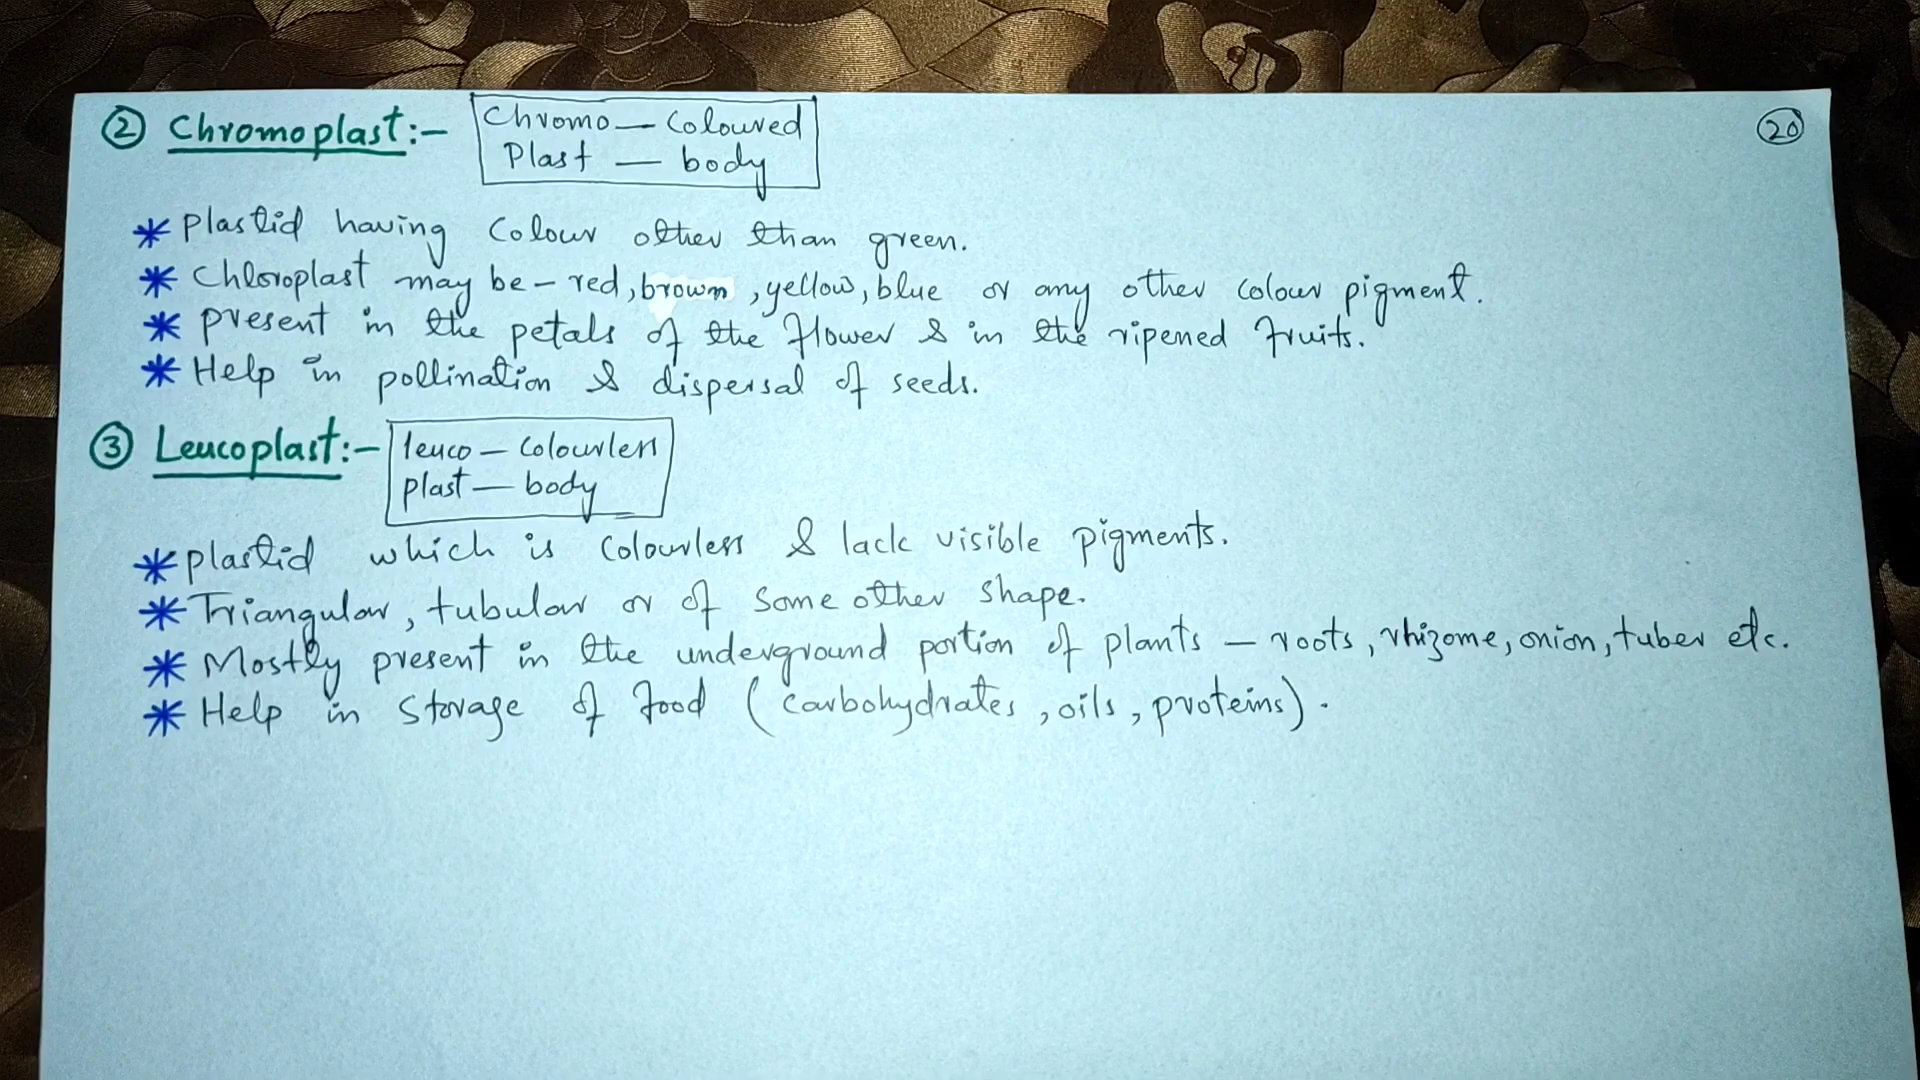 ② Chromoplast:- Chromo — Coloured
Plast — body
20
* Plastid having Colour other than green.
* Chloroplast may be - red, brown, yellow, blue or any other colour pigment.
* present in the petals of the flower & in the ripened fruits.
* Help in pollination & dispersal of seeds.
③ Leucoplast:- leuco — Colourless
plast — body
* plastid which is Colourless & lack visible pigments.
* Triangular, tubular or of Some other shape.
* Mostly present in the underground portion of plants — roots, rhizome, onion, tuber etc.
* Help in Storage of food (Carbohydrates, oils, proteins).